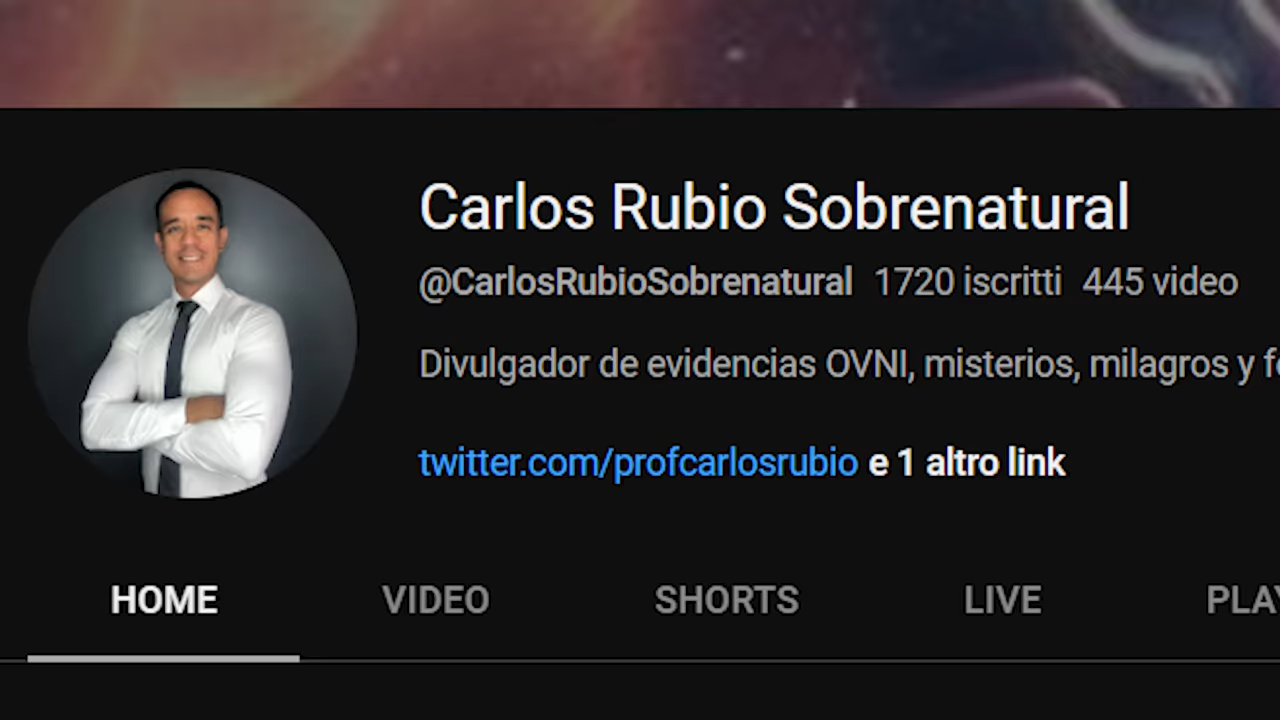 Carlos Rubio Sobrenatural
@CarlosRubioSobrenatural 1720 iscritti 445 video
Divulgador de evidencias OVNI, misterios, milagros y
twitter.com/profcarlosrubio e 1 altro link
HOME VIDEO SHORTS LIVE